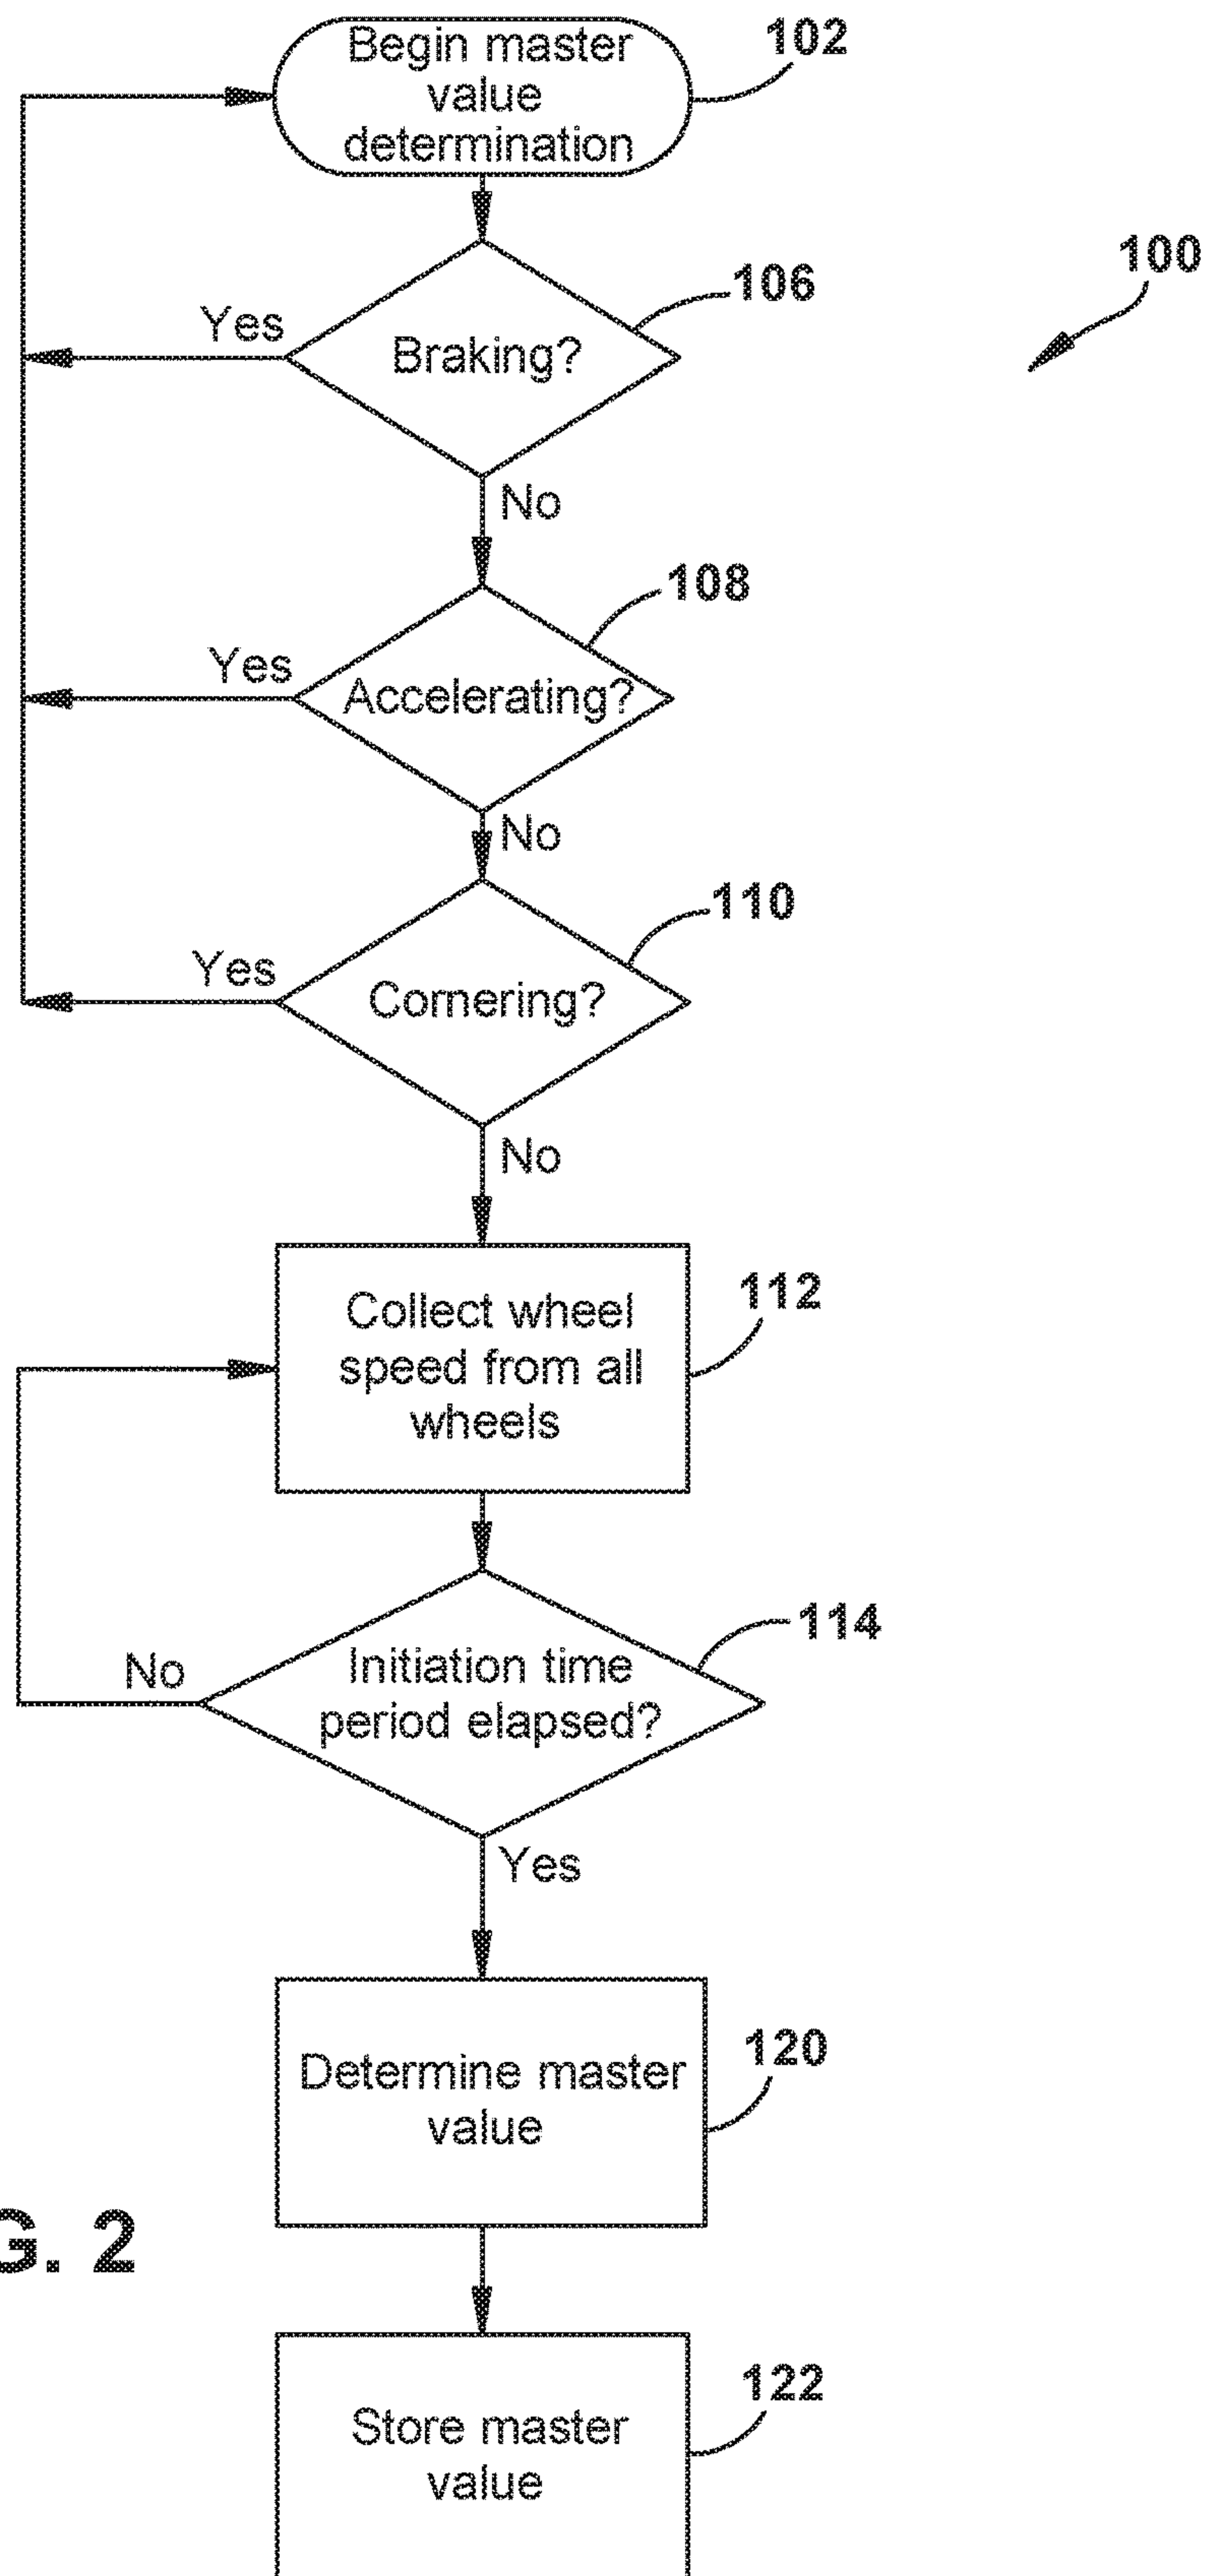 Begin master
value
determination
102
100
106
Braking?
Yes
No
108
Accelerating?
Yes
No
110
Cornering?
Yes
No
Collect wheel
speed from all
wheels
112
114
Initiation time
period elapsed?
No
Yes
Determine master
value
120
G. 2
Store master
value
122